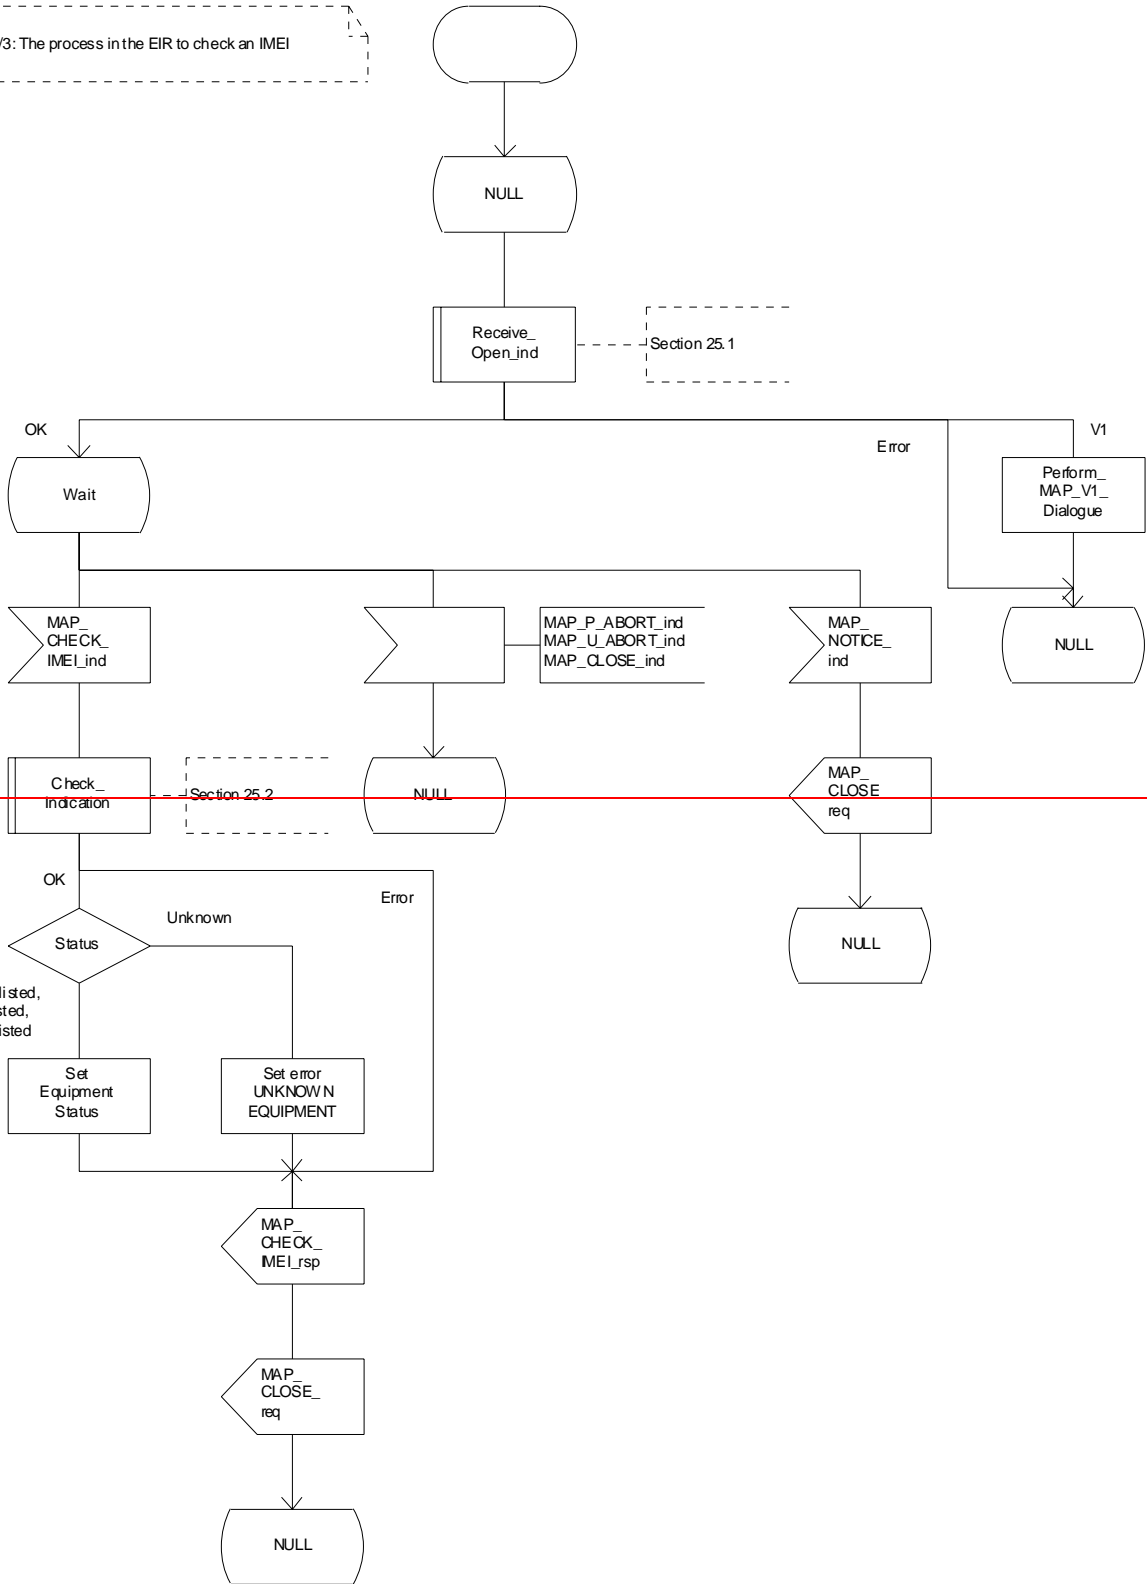 /3: The process in the EIR to check an IMEI
NULL
Receive_
Open_ind
Section 25.1
OK
Error
V1
Wait
Perform_
MAP_V1_
Dialogue
MAP_
CHECK_
IMEI_ind
MAP_P_ABORT_ind
MAP_U_ABORT_ind
MAP_CLOSE_ind
MAP_
NOTICE_
ind
NULL
Check_
Indication
Section 25.2
NULL
MAP_
CLOSE
req
OK
Error
Unknown
Status
NULL
listed,
sted,
isted
Set
Equipment
Status
Set error
UNKNOWN
EQUIPMENT
MAP_
CHECK_
IMEI_rsp
MAP_
CLOSE_
req
NULL